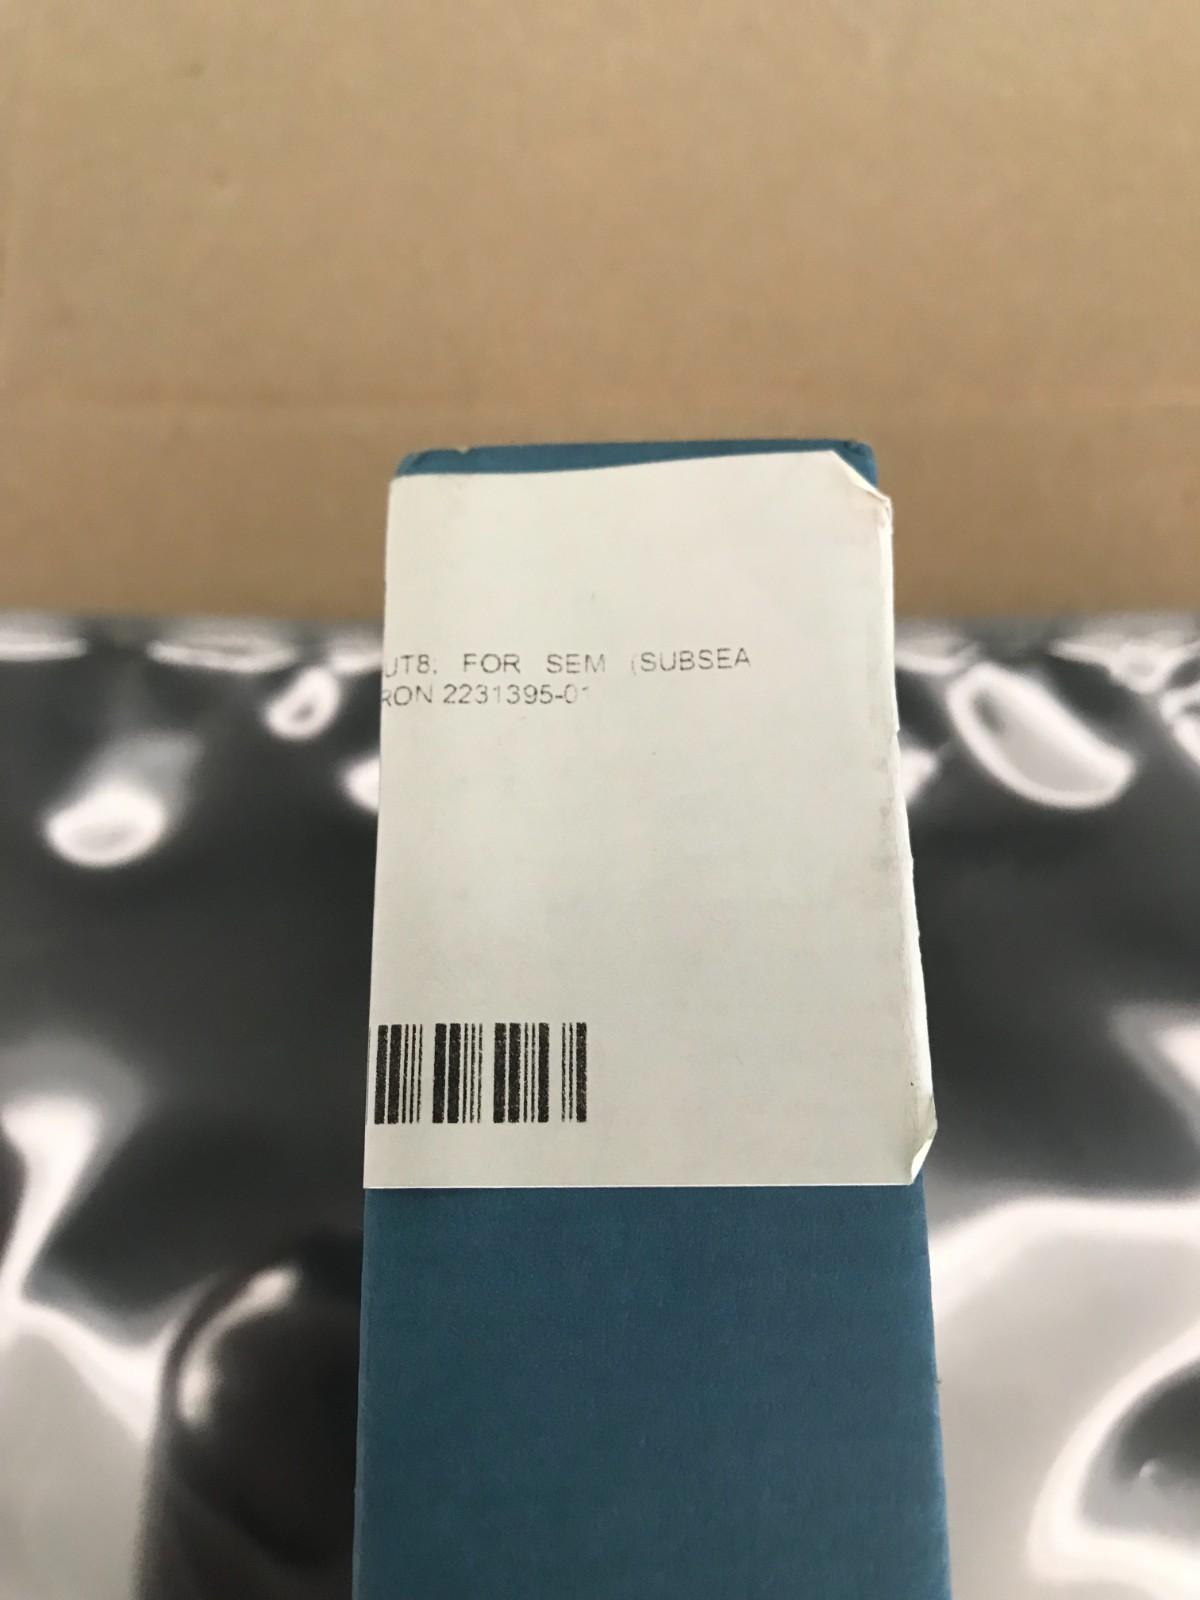 UT8; FOR SEM (SUBSEA
RON 2231395-01